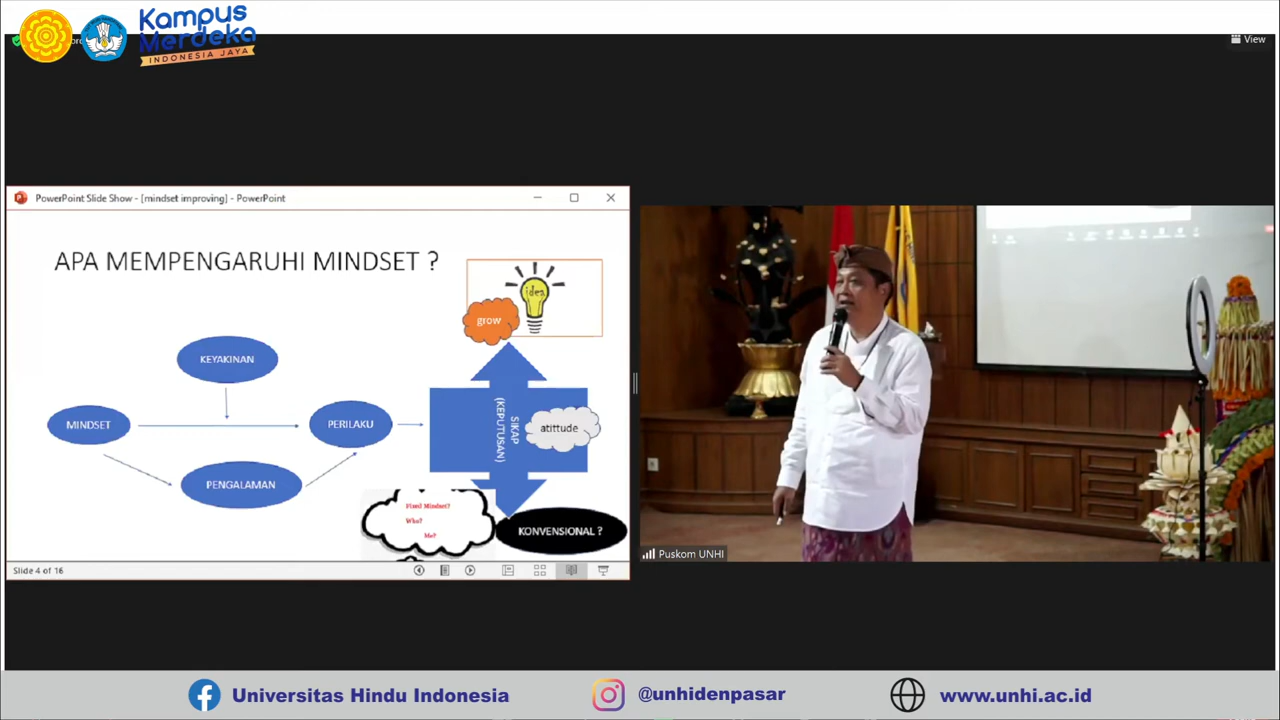 Kampus
Merdeka
INDONESIA JAYA
View
PowerPoint Slide Show - [mindset improving] - PowerPoint
APA MEMPENGARUHI MINDSET ?
idea
grow
KEYAKINAN
MINDSET
PERILAKU
SIKAP
(KEPUTUSAN)
atittude
PENGALAMAN
Fixed Mindset?
Who?
Me?
KONVENSIONAL ?
Slide 4 of 16
Puskom UNHI
Universitas Hindu Indonesia
@unhidenpasar
www.unhi.ac.id